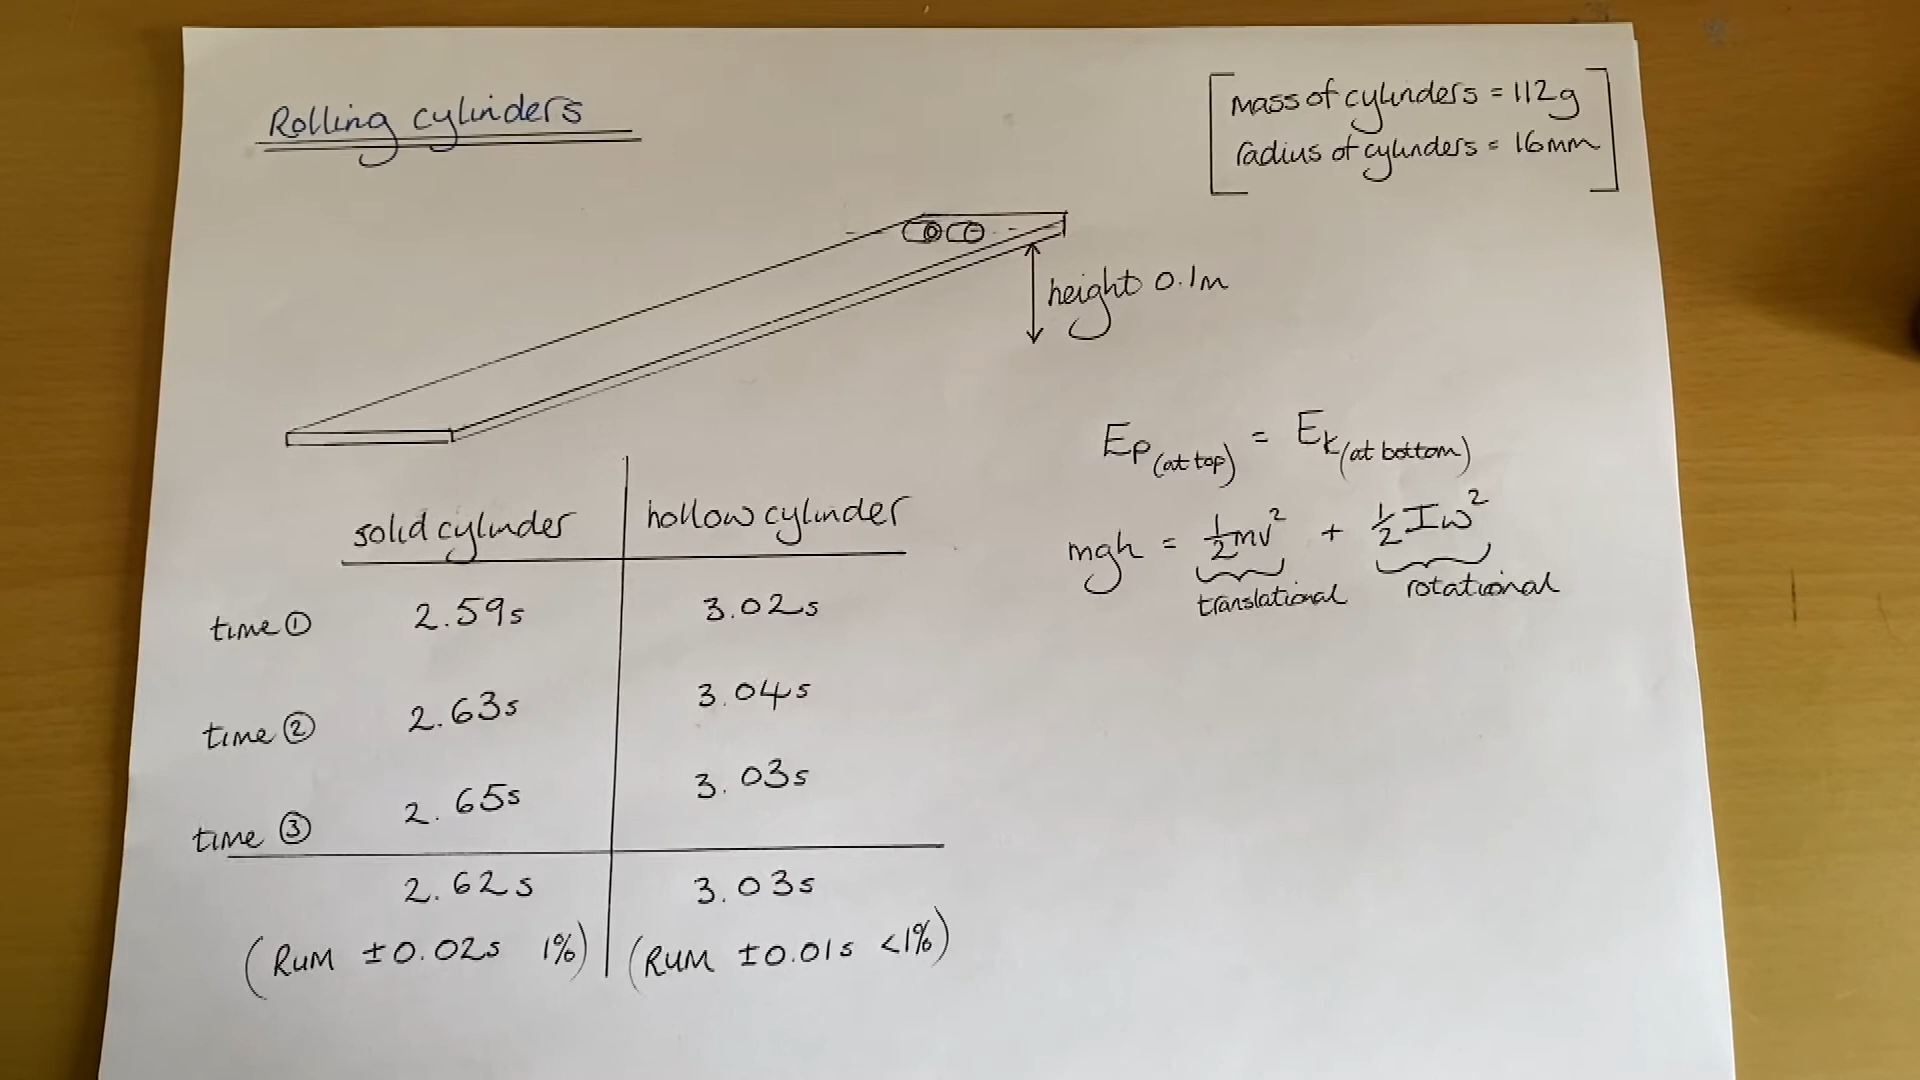 Rolling cylinders
mass of cylinders = 112g
radius of cylinders = 16mm
height 0.1m
Ep(at top) = Ek(at bottom)
mgh = ½mv² + ½Iω²
translational
rotational
solid cylinder hollow cylinder
time ① 2.59s 3.02s
time ② 2.63s 3.04s
time ③ 2.65s 3.03s
2.62s 3.03s
(RUM ±0.02s 1%) (RUM ±0.01s <1%)